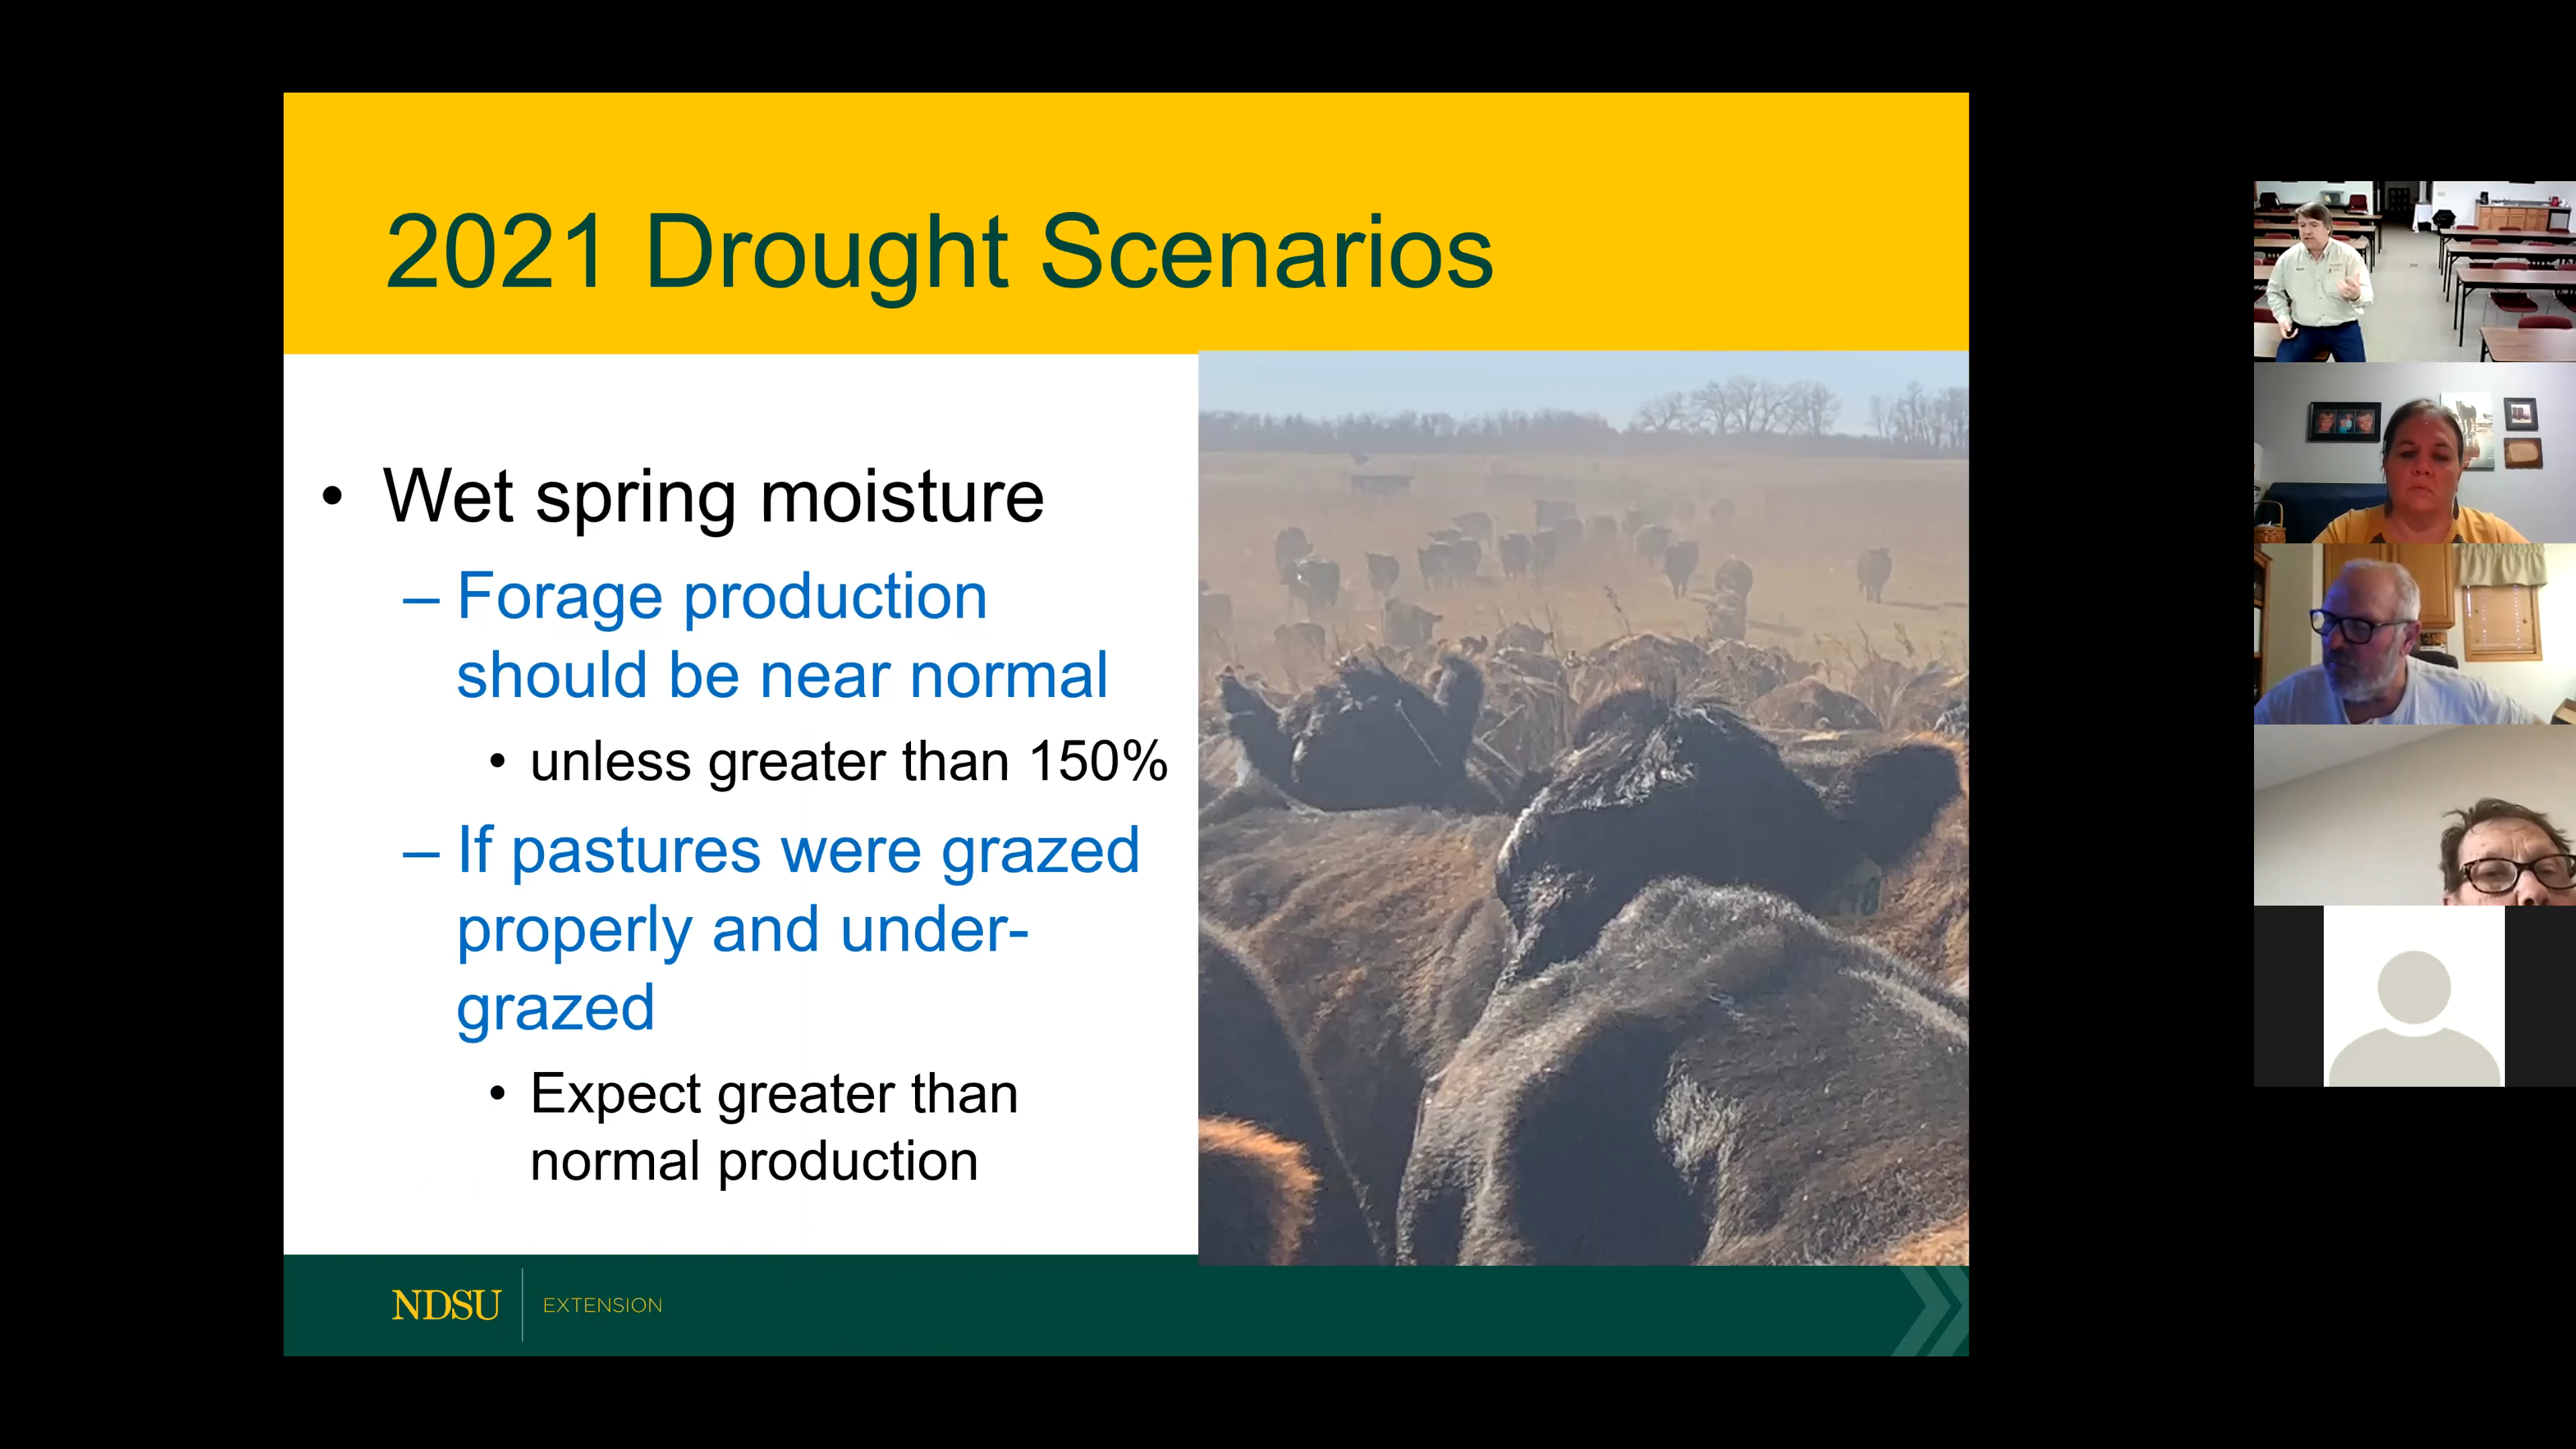 2021 Drought Scenarios
• Wet spring moisture
– Forage production
should be near normal
• unless greater than 150%
– If pastures were grazed
properly and under-
grazed
• Expect greater than
normal production
NDSU EXTENSION